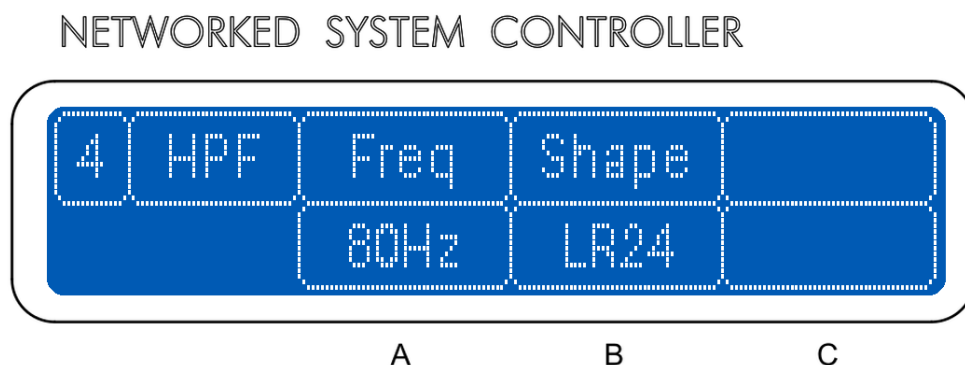 NETWORKED SYSTEM CONTROLLER
4 HPF Freq Shape
80Hz LR24
A B C